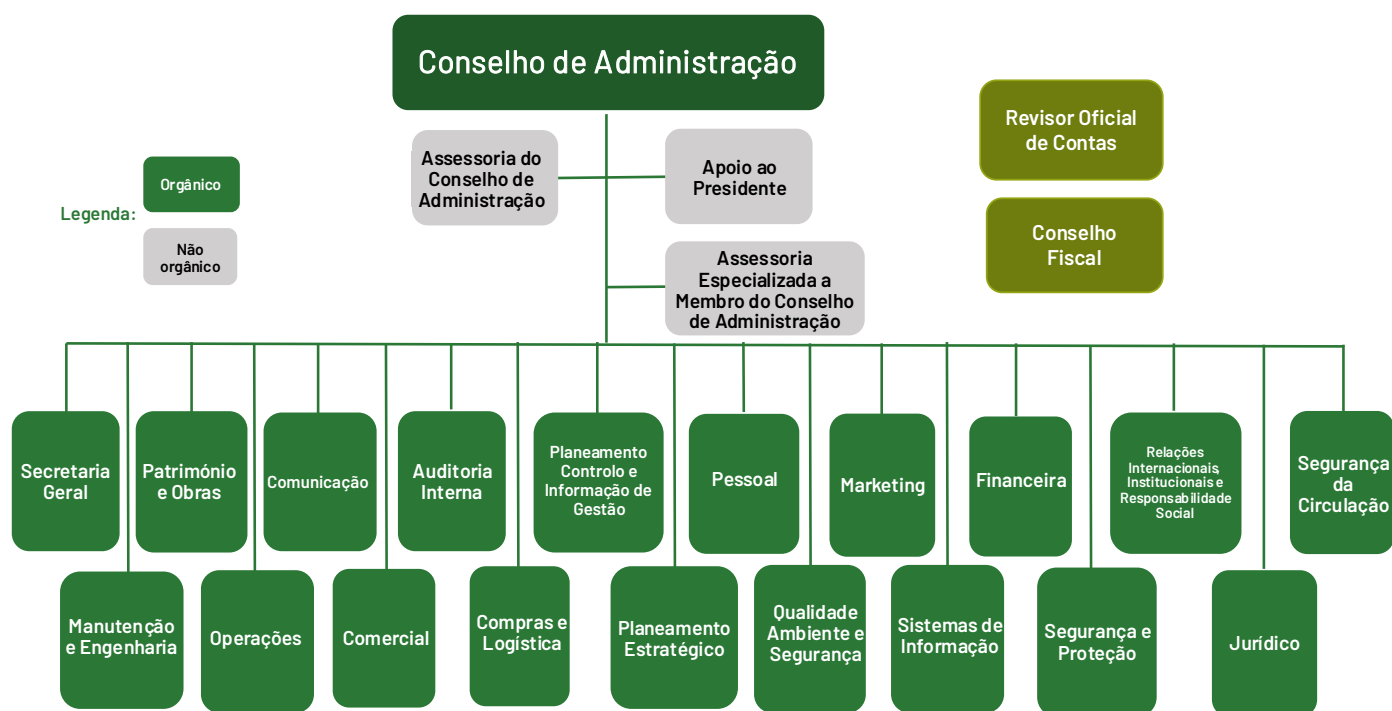 Conselho de Administração
Revisor Oficial
de Contas
Assessoria do
Conselho de
Administração
Apoio ao
Presidente
Orgânico
Legenda:
Não
orgânico
Conselho
Fiscal
Assessoria
Especializada a
Membro do Conselho
de Administração
Secretaria
Geral
Património
e Obras
Comunicação
Auditoria
Interna
Planeamento
Controlo e
Informação de
Gestão
Pessoal
Marketing
Financeira
Relações
Internacionais,
Institucionais e
Responsabilidade
Social
Segurança
da
Circulação
Manutenção
e Engenharia
Operações
Comercial
Compras e
Logística
Planeamento
Estratégico
Qualidade
Ambiente e
Segurança
Sistemas de
Informação
Segurança e
Proteção
Jurídico